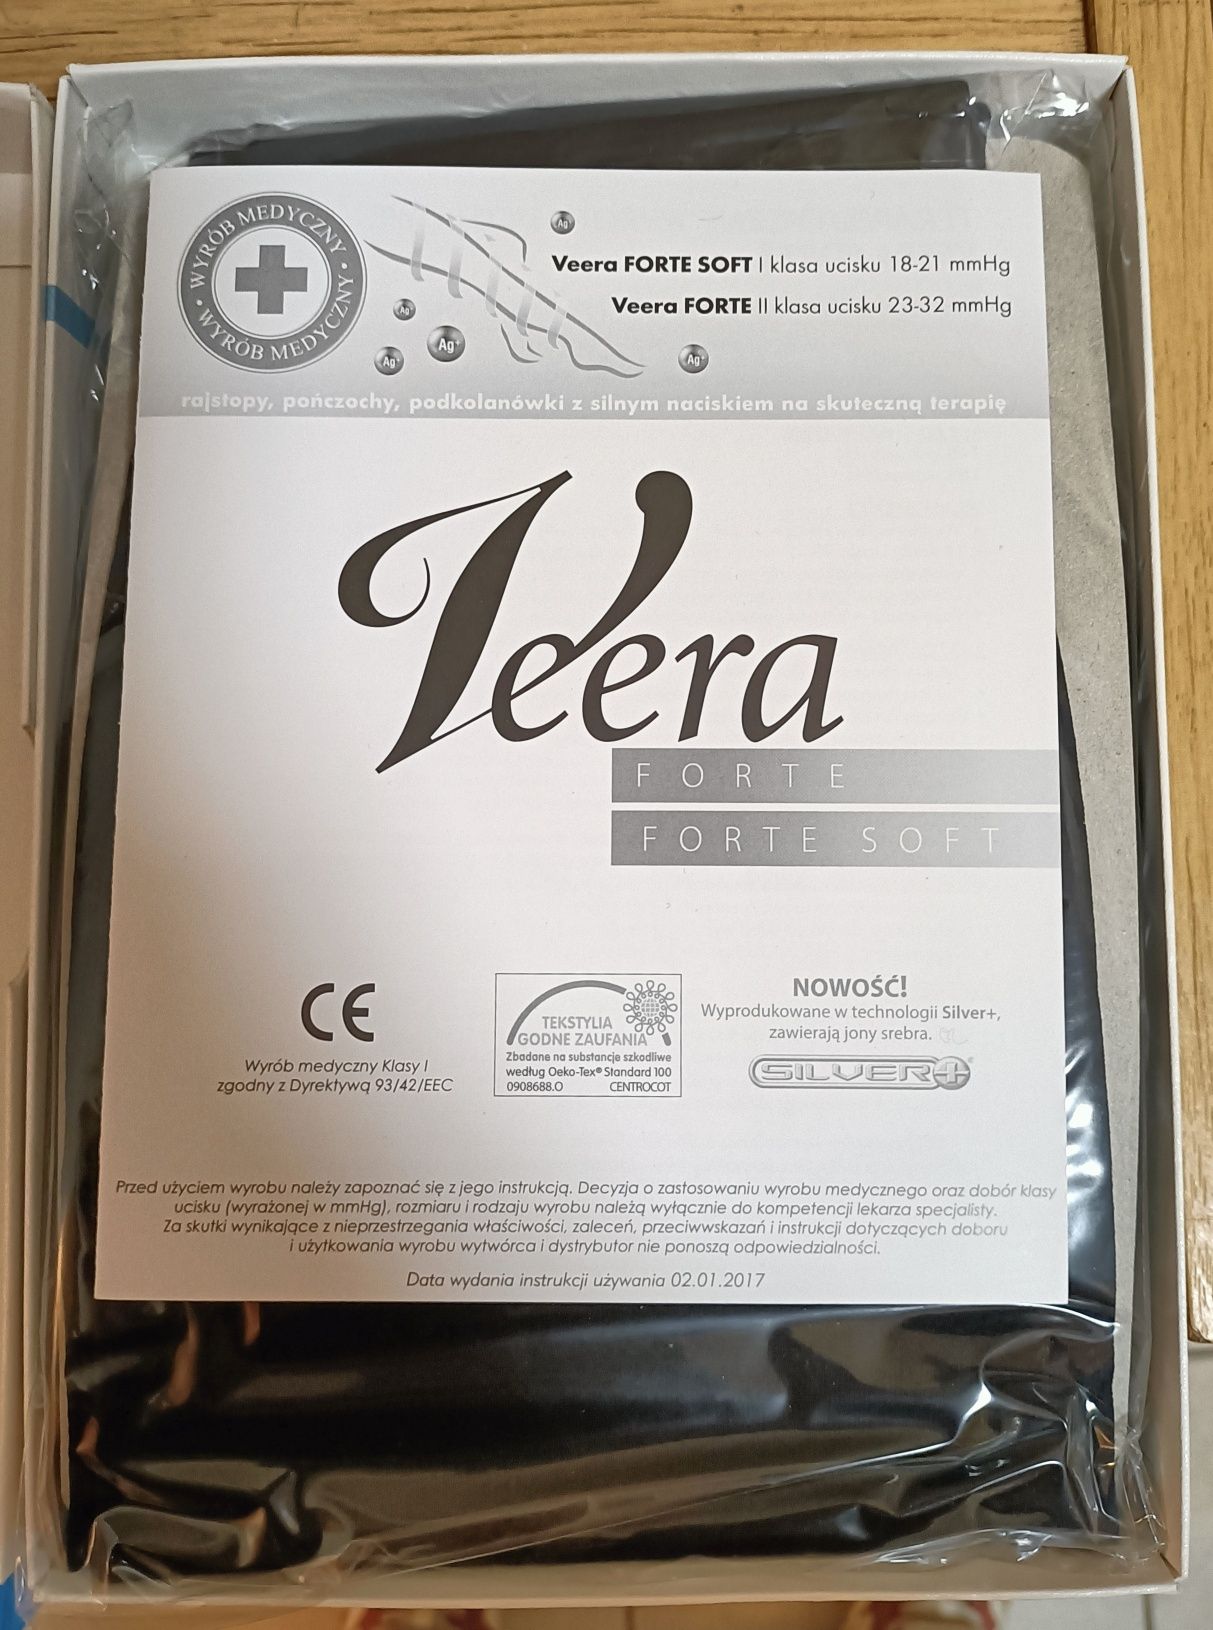 WYRÓB MEDYCZNY • WYRÓB MEDYCZNY •
Ag+
Veera FORTE SOFT I klasa ucisku 18-21 mmHg
Veera FORTE II klasa ucisku 23-32 mmHg
Ag+
Ag+
Ag+
Ag+
rajstopy, pończochy, podkolanówki z silnym naciskiem na skuteczną terapię
Veera
FORTE
FORTE SOFT
CE
Wyrób medyczny Klasy I
zgodny z Dyrektywą 93/42/EEC
TEKSTYLIA
GODNE ZAUFANIA
Zbadane na substancje szkodliwe
według Oeko-Tex® Standard 100
0908688.O CENTROCOT
NOWOŚĆ!
Wyprodukowane w technologii Silver+,
zawierają jony srebra.
SILVER+®
Przed użyciem wyrobu należy zapoznać się z jego instrukcją. Decyzja o zastosowaniu wyrobu medycznego oraz dobór klasy
ucisku (wyrażonej w mmHg), rozmiaru i rodzaju wyrobu należą wyłącznie do kompetencji lekarza specjalisty.
Za skutki wynikające z nieprzestrzegania właściwości, zaleceń, przeciwwskazań i instrukcji dotyczących doboru
i użytkowania wyrobu wytwórca i dystrybutor nie ponoszą odpowiedzialności.
Data wydania instrukcji używania 02.01.2017